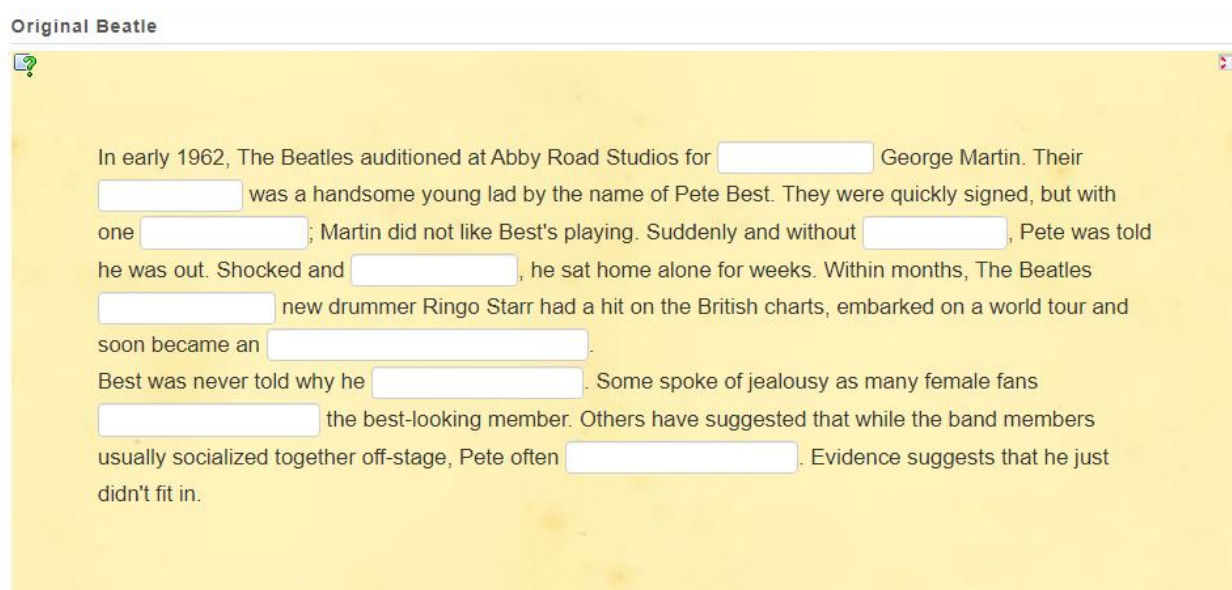 Original Beatle
In early 1962, The Beatles auditioned at Abby Road Studios for George Martin. Their
was a handsome young lad by the name of Pete Best. They were quickly signed, but with
one ; Martin did not like Best's playing. Suddenly and without , Pete was told
he was out. Shocked and , he sat home alone for weeks. Within months, The Beatles
new drummer Ringo Starr had a hit on the British charts, embarked on a world tour and
soon became an .
Best was never told why he . Some spoke of jealousy as many female fans
the best-looking member. Others have suggested that while the band members
usually socialized together off-stage, Pete often . Evidence suggests that he just
didn't fit in.